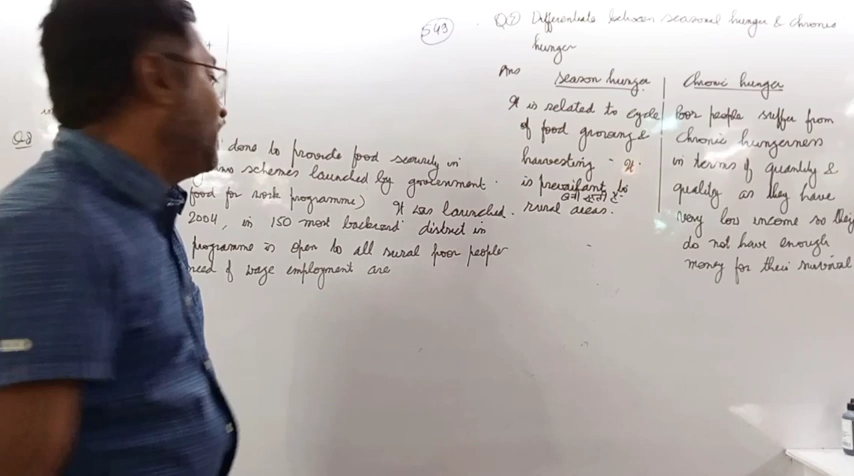 549
Q.8
done to provide food security in
schemes launched by government.
food for work programme) It was launched.
2004, in 150 most backward district in
programme is open to all rural poor people
need of wage employment are
Q.5 Differentiate between seasonal hunger & chronic
hunger
Ans
Season hunger
It is related to cycle
of food growing &
harvesting. It
is prevailant in
rural areas.
Chronic hunger
Poor people suffer from
chronic hungerness
in terms of quantity &
quality as they have
very low income so they
do not have enough
money for their survival